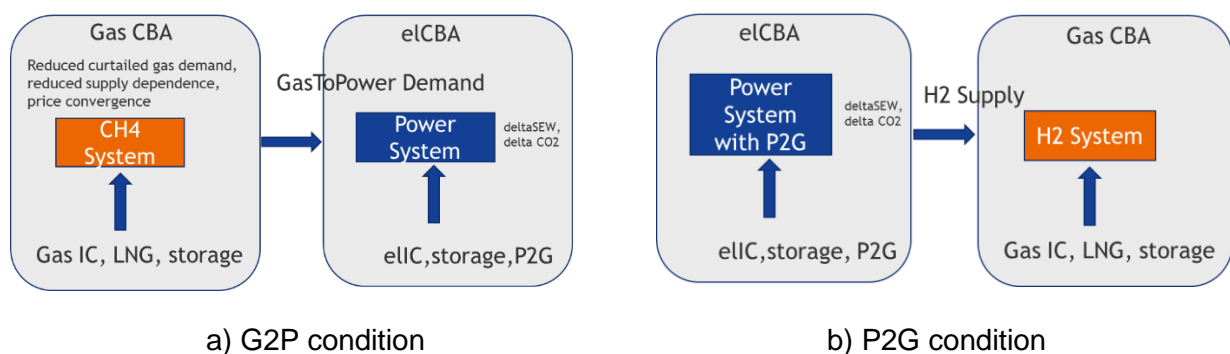 Gas CBA
Reduced curtailed gas demand,
reduced supply dependence,
price convergence
CH4
System
Gas IC, LNG, storage
GasToPower Demand
elCBA
Power
System
deltaSEW,
delta CO2
elIC,storage,P2G
a) G2P condition
elCBA
Power
System
with P2G
deltaSEW,
delta CO2
elIC,storage, P2G
H2 Supply
Gas CBA
H2 System
Gas IC, LNG, storage
b) P2G condition